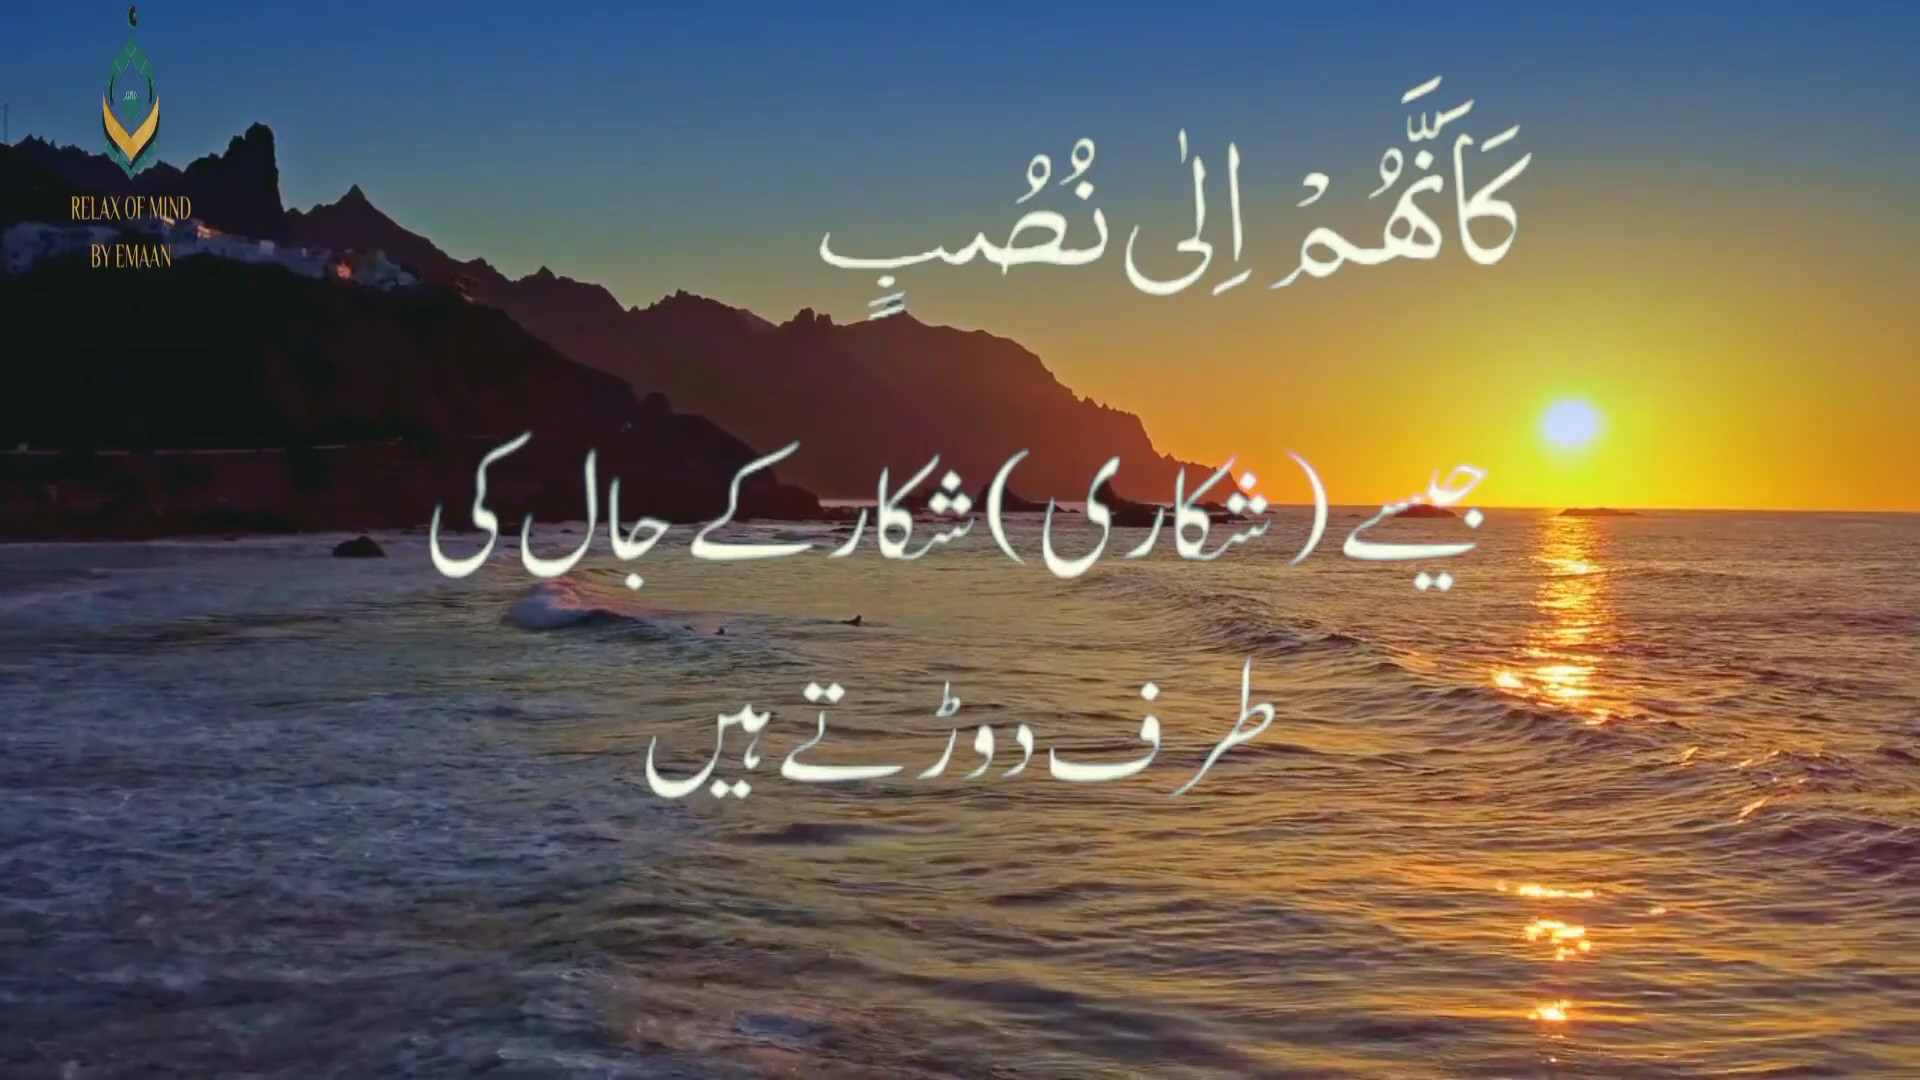 RELAX OF MIND
BY EMAAN
كَاَنَّهُمْ اِلٰى نُصُبٍ
جیسے (شکاری) شکار کے جال کی
طرف دوڑتے ہیں